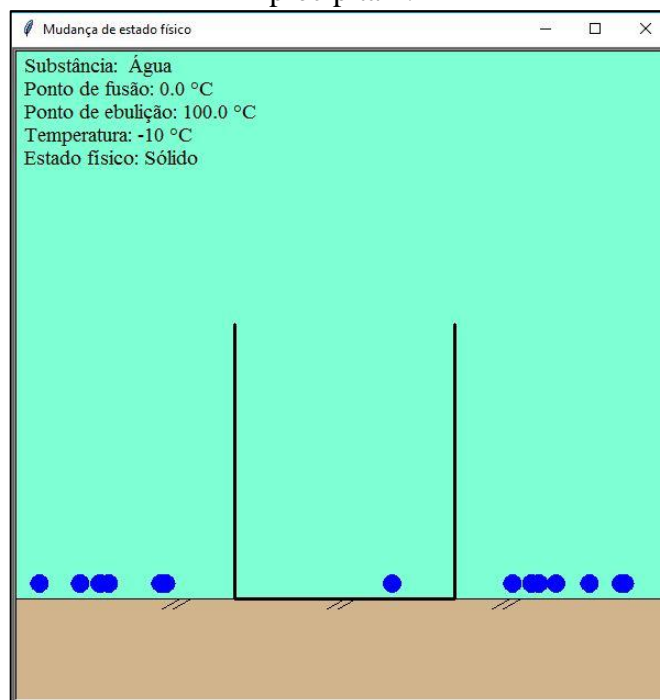 Mudança de estado físico
Substância: Água
Ponto de fusão: 0.0 °C
Ponto de ebulição: 100.0 °C
Temperatura: -10 °C
Estado físico: Sólido